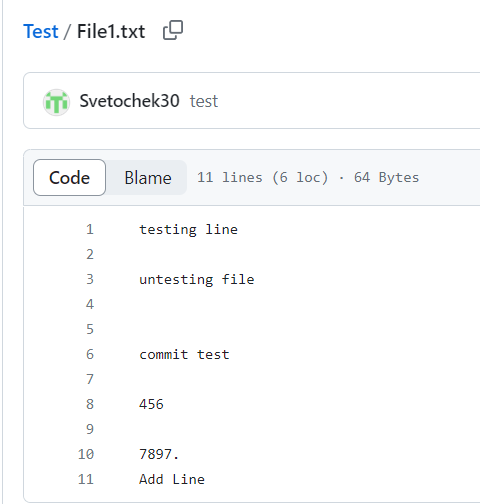 Test / File1.txt
Svetochek30 test
Code Blame 11 lines (6 loc) · 64 Bytes
1 testing line
2
3 untesting file
4
5
6 commit test
7
8 456
9
10 7897.
11 Add Line